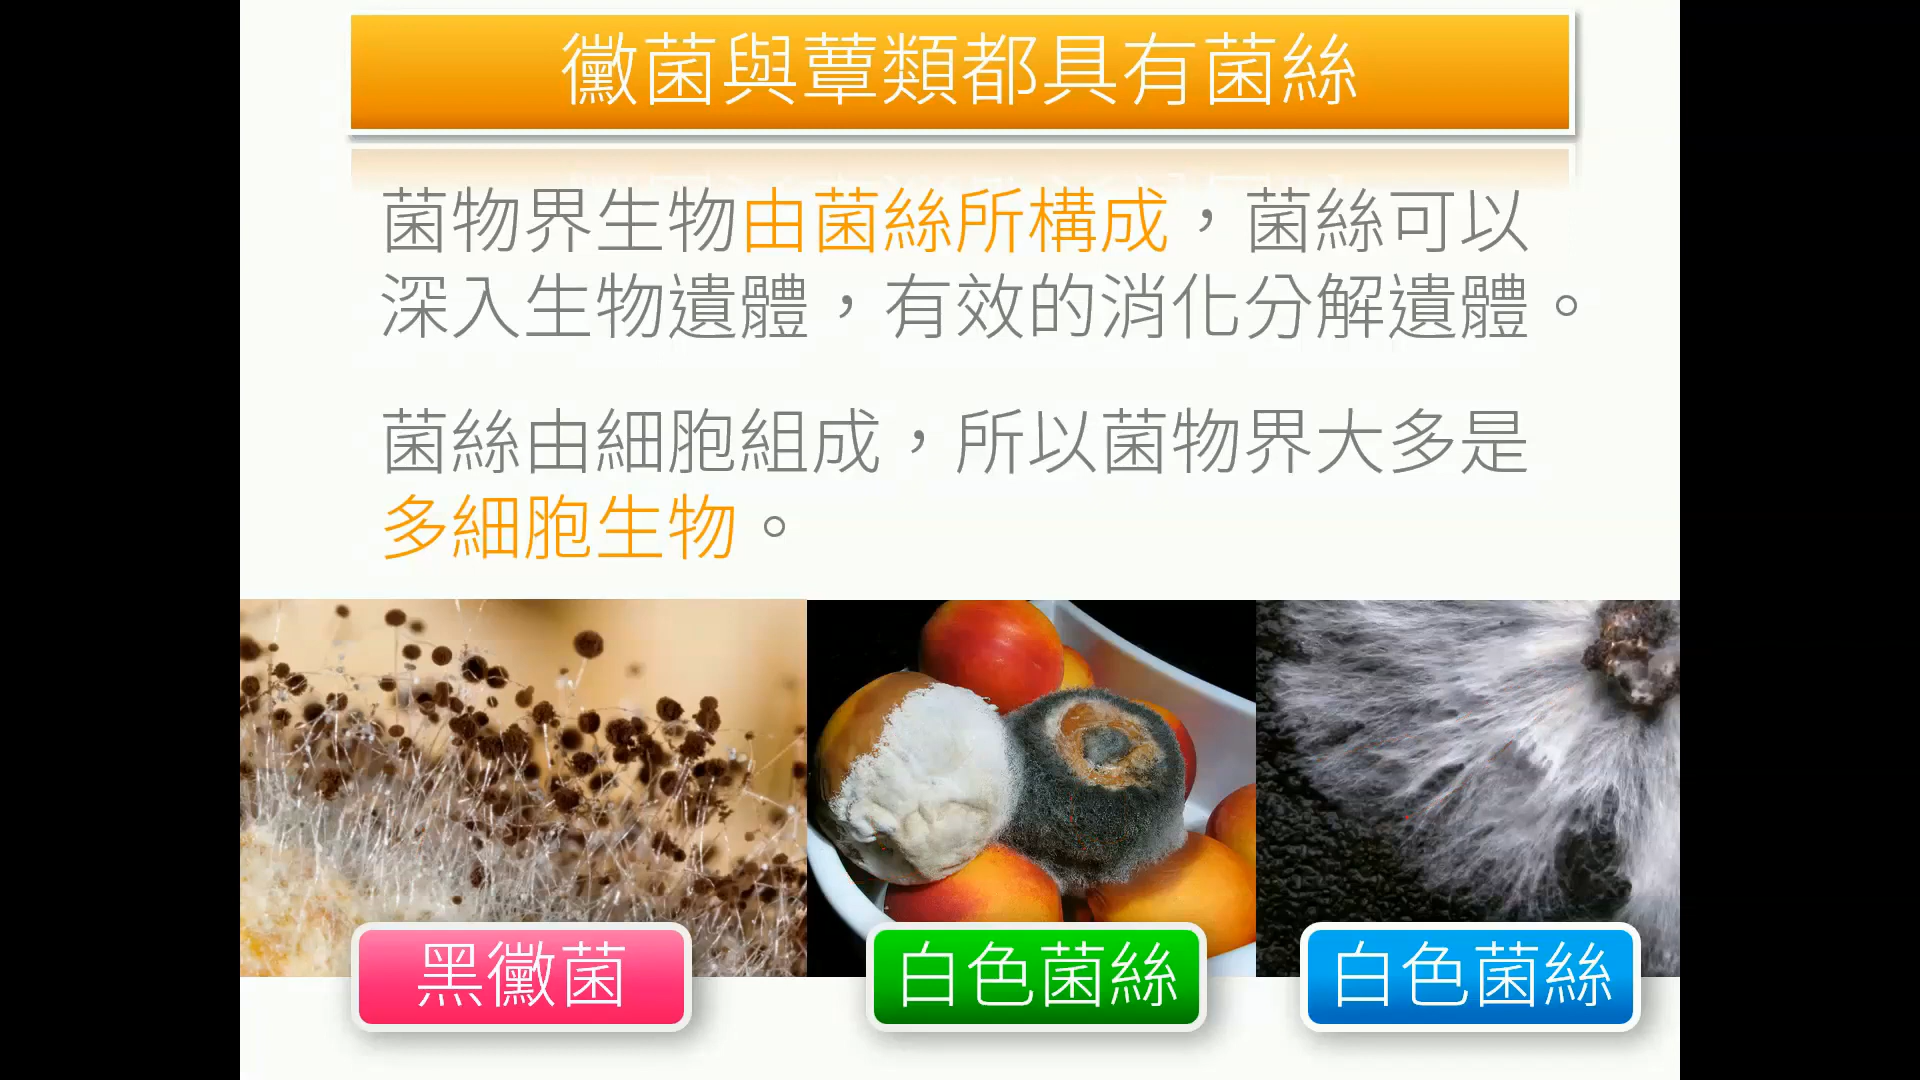 黴菌與蕈類都具有菌絲
菌物界生物由菌絲所構成，菌絲可以
深入生物遺體，有效的消化分解遺體。
菌絲由細胞組成，所以菌物界大多是
多細胞生物。
黑黴菌
白色菌絲
白色菌絲